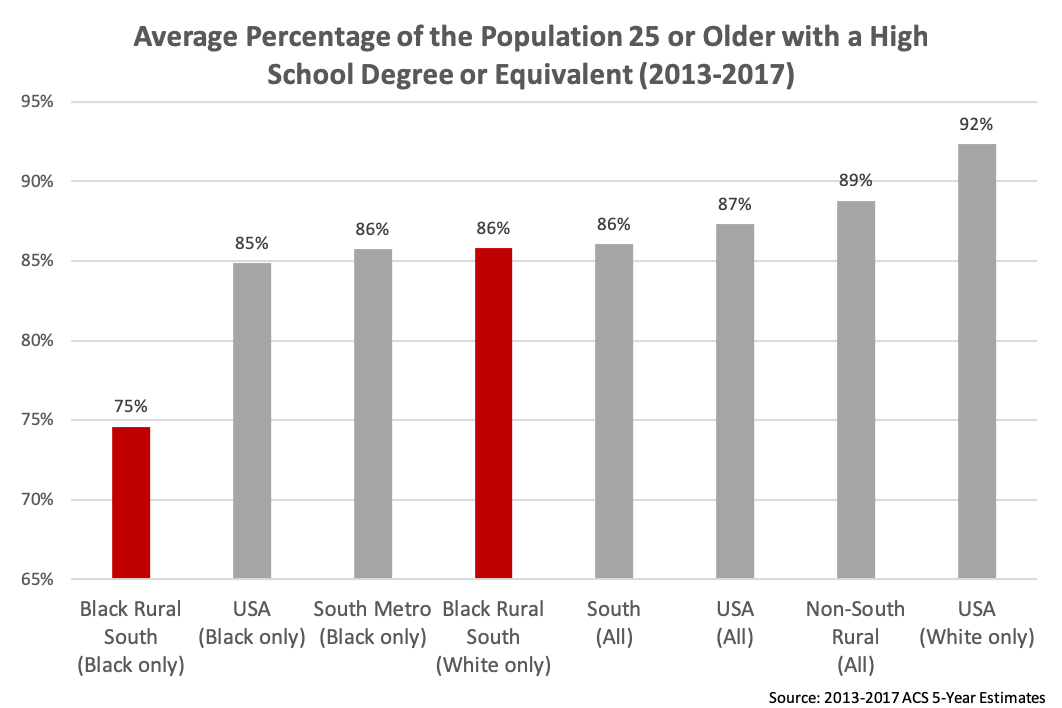 Average Percentage of the Population 25 or Older with a High
School Degree or Equivalent (2013-2017)
95%
90%
85%
80%
75%
70%
65%
75%
85%
86%
86%
86%
87%
89%
92%
Black Rural
South
(Black only)
USA
(Black only)
South Metro
(Black only)
Black Rural
South
(White only)
South
(All)
USA
(All)
Non-South
Rural
(All)
USA
(White only)
Source: 2013-2017 ACS 5-Year Estimates